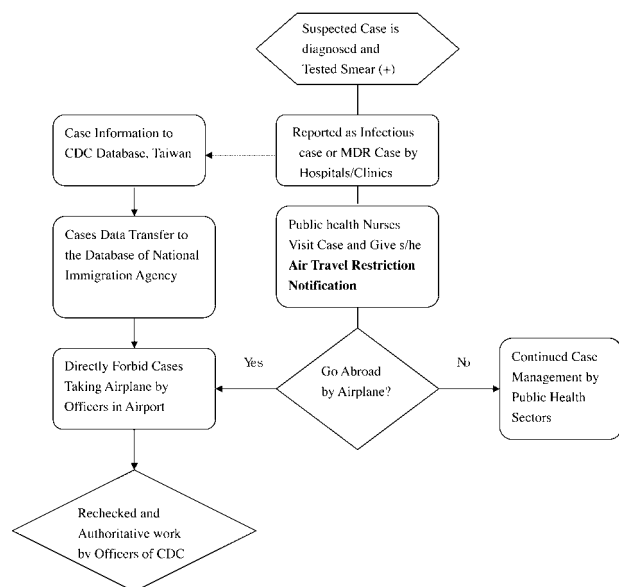 Suspected Case is
diagnosed and
Tested Smear (+)
Case Information to
CDC Database, Taiwan
Reported as Infectious
case or MDR Case by
Hospitals/Clinics
Cases Data Transfer to
the Database of National
Immigration Agency
Public health Nurses
Visit Case and Give s/he
Air Travel Restriction
Notification
Directly Forbid Cases
Taking Airplane by
Officers in Airport
Yes
Go Abroad
by Airplane?
No
Continued Case
Management by
Public Health
Sectors
Rechecked and
Authoritative work
by Officers of CDC